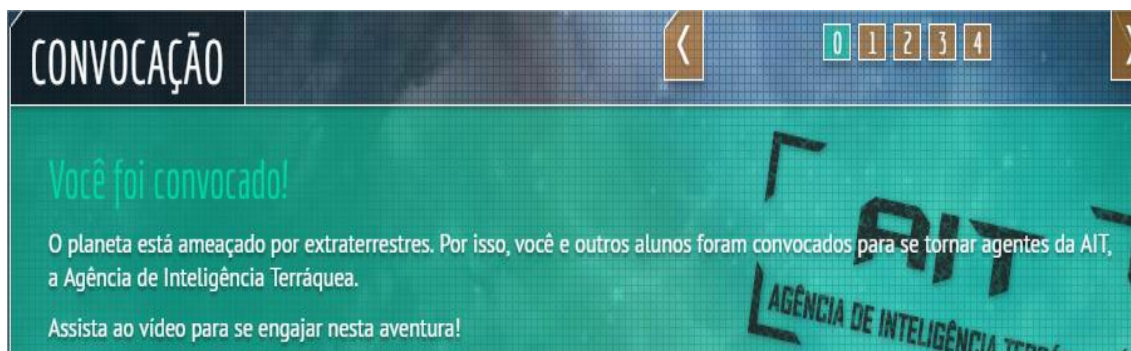 CONVOCAÇÃO
0 1 2 3 4
Você foi convocado!
O planeta está ameaçado por extraterrestres. Por isso, você e outros alunos foram convocados para se tornar agentes da AIT,
a Agência de Inteligência Terráquea.
Assista ao vídeo para se engajar nesta aventura!
AIT
AGÊNCIA DE INTELIGÊNCIA